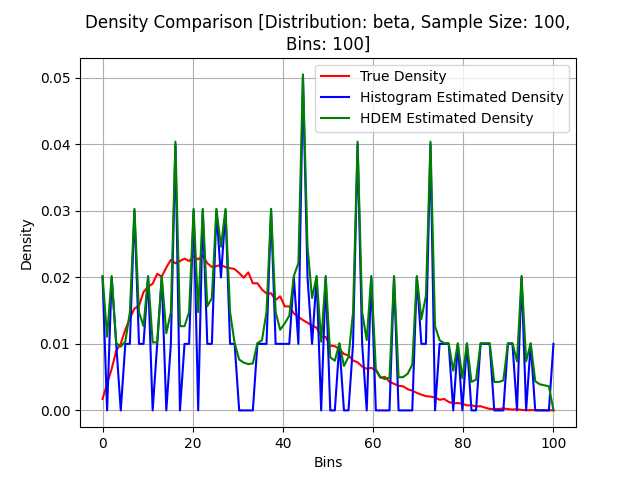 Density Comparison [Distribution: beta, Sample Size: 100,
Bins: 100]
True Density
Histogram Estimated Density
HDEM Estimated Density
Density
0.05
0.04
0.03
0.02
0.01
0.00
0 20 40 60 80 100
Bins